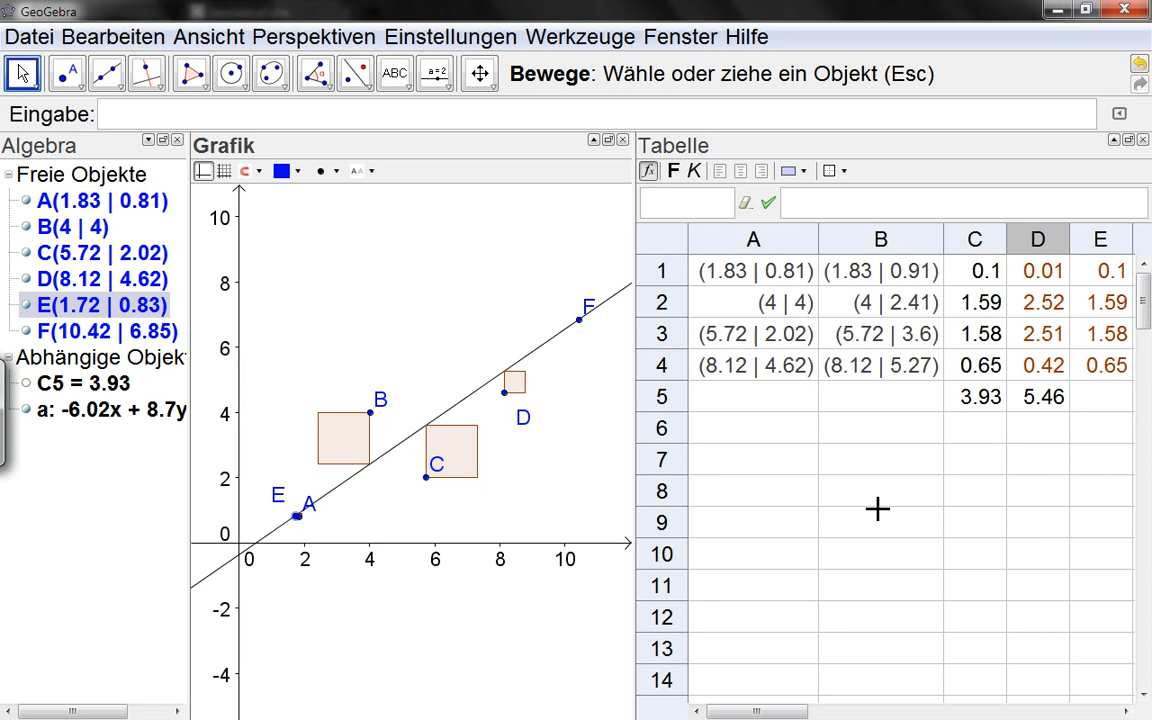 GeoGebra
Datei Bearbeiten Ansicht Perspektiven Einstellungen Werkzeuge Fenster Hilfe
ABC a=2 Bewege: Wähle oder ziehe ein Objekt (Esc)
Eingabe:
Algebra
Freie Objekte
A(1.83 | 0.81)
B(4 | 4)
C(5.72 | 2.02)
D(8.12 | 4.62)
E(1.72 | 0.83)
F(10.42 | 6.85)
Abhängige Objekt
C5 = 3.93
a: -6.02x + 8.7y
Grafik
10
8
6
4
2
0
-2
-4
0 2 4 6 8 10
F
B
D
C
E A
Tabelle
fx F K
A B C D E
1 (1.83 | 0.81) (1.83 | 0.91) 0.1 0.01 0.1
2 (4 | 4) (4 | 2.41) 1.59 2.52 1.59
3 (5.72 | 2.02) (5.72 | 3.6) 1.58 2.51 1.58
4 (8.12 | 4.62) (8.12 | 5.27) 0.65 0.42 0.65
5 3.93 5.46
6
7
8
9
10
11
12
13
14